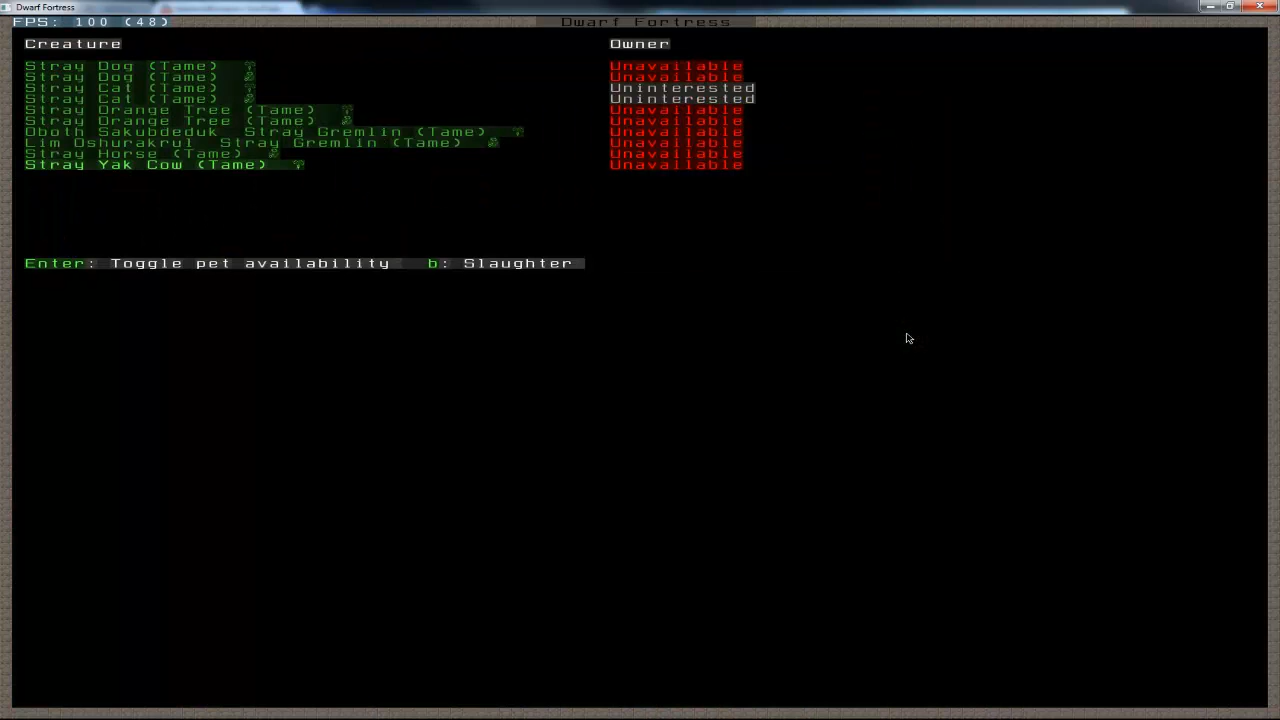 Dwarf Fortress
FPS: 100 (48)
Dwarf Fortress
Creature Owner
Stray Dog (Tame) Unavailable
Stray Dog (Tame) Unavailable
Stray Cat (Tame) Uninterested
Stray Cat (Tame) Uninterested
Stray Orange Tree (Tame) Unavailable
Stray Orange Tree (Tame) Unavailable
Oboth Sakubdeduk Stray Gremlin (Tame) Unavailable
Lim Oshurakrul Stray Gremlin (Tame) Unavailable
Stray Horse (Tame) Unavailable
Stray Yak Cow (Tame) Unavailable
Enter: Toggle pet availability b: Slaughter